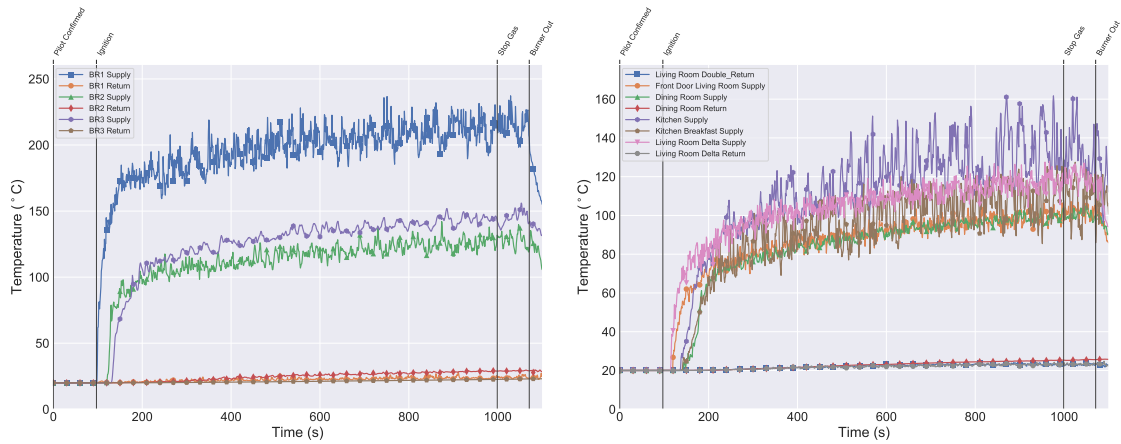 Pilot Confirmed
Ignition
Stop Gas
Burner Out
250
200
150
100
50
0
Temperature (°C)
BR1 Supply
BR1 Return
BR2 Supply
BR2 Return
BR3 Supply
BR3 Return
0
200
400
600
800
1000
Time (s)
Pilot Confirmed
Ignition
Stop Gas
Burner Out
160
140
120
100
80
60
40
20
0
Temperature (°C)
Living Room Double_Return
Front Door Living Room Supply
Dining Room Supply
Dining Room Return
Kitchen Supply
Kitchen Breakfast Supply
Living Room Delta Supply
Living Room Delta Return
0
200
400
600
800
1000
Time (s)